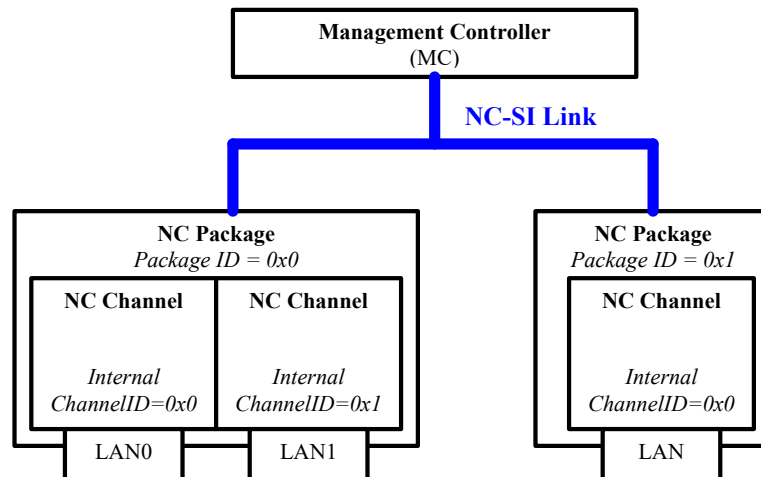 Management Controller
(MC)
NC-SI Link
NC Package
Package ID = 0x0
NC Channel
Internal
ChannelID=0x0
NC Channel
Internal
ChannelID=0x1
LAN0
LAN1
NC Package
Package ID = 0x1
NC Channel
Internal
ChannelID=0x0
LAN